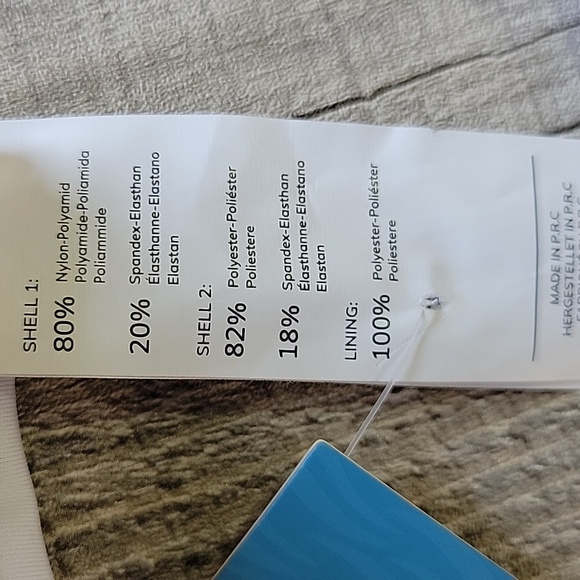 SHELL 1:
80% Nylon-Polyamid
Polyamide-Poliamida
Poliammide
20% Spandex-Elasthan
Élasthanne-Elastano
Elastan
SHELL 2:
82% Polyester-Poliéster
Poliestere
18% Spandex-Elasthan
Élasthanne-Elastano
Elastan
LINING:
100% Polyester-Poliéster
Poliestere
MADE IN P.R.C
HERGESTELLET IN P.R.C